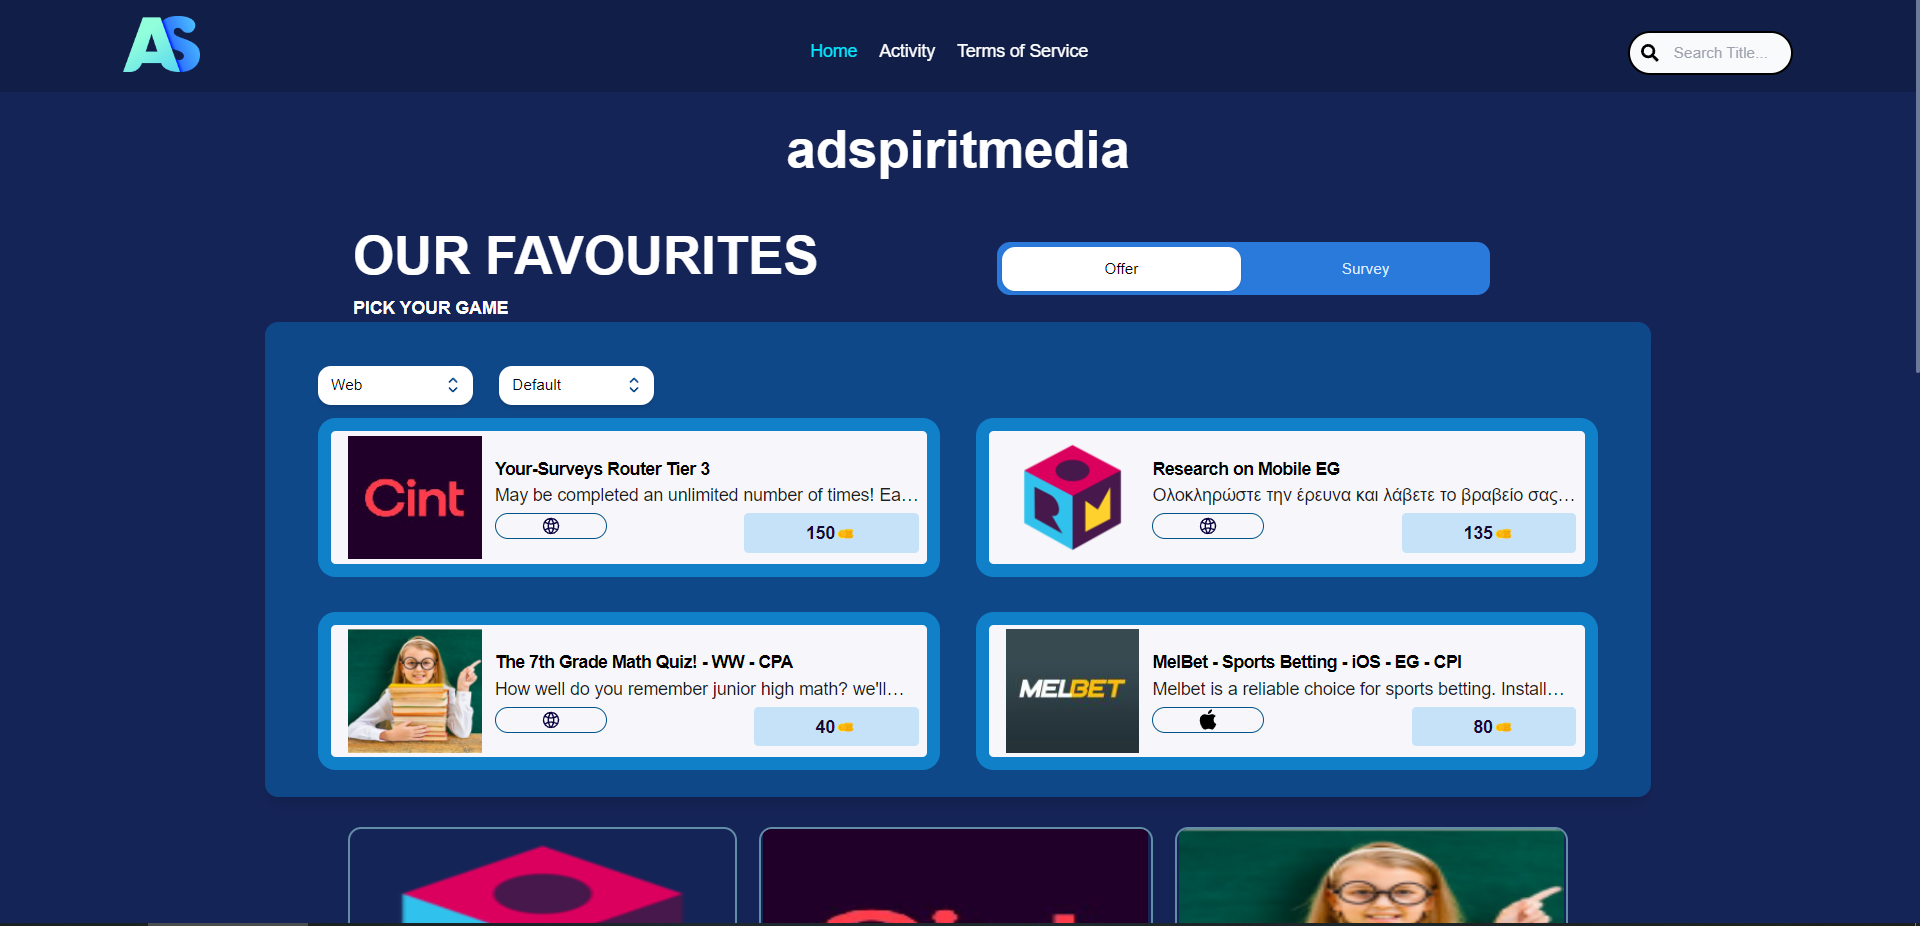 AS
Home Activity Terms of Service
Search Title...
adspiritmedia
OUR FAVOURITES
PICK YOUR GAME
Offer
Survey
Web
Default
Cint
Your-Surveys Router Tier 3
May be completed an unlimited number of times! Ea...
150
RM
Research on Mobile EG
Ολοκληρώστε την έρευνα και λάβετε το βραβείο σας...
135
The 7th Grade Math Quiz! - WW - CPA
How well do you remember junior high math? we'll...
40
MELBET
MelBet - Sports Betting - iOS - EG - CPI
Melbet is a reliable choice for sports betting. Install...
80